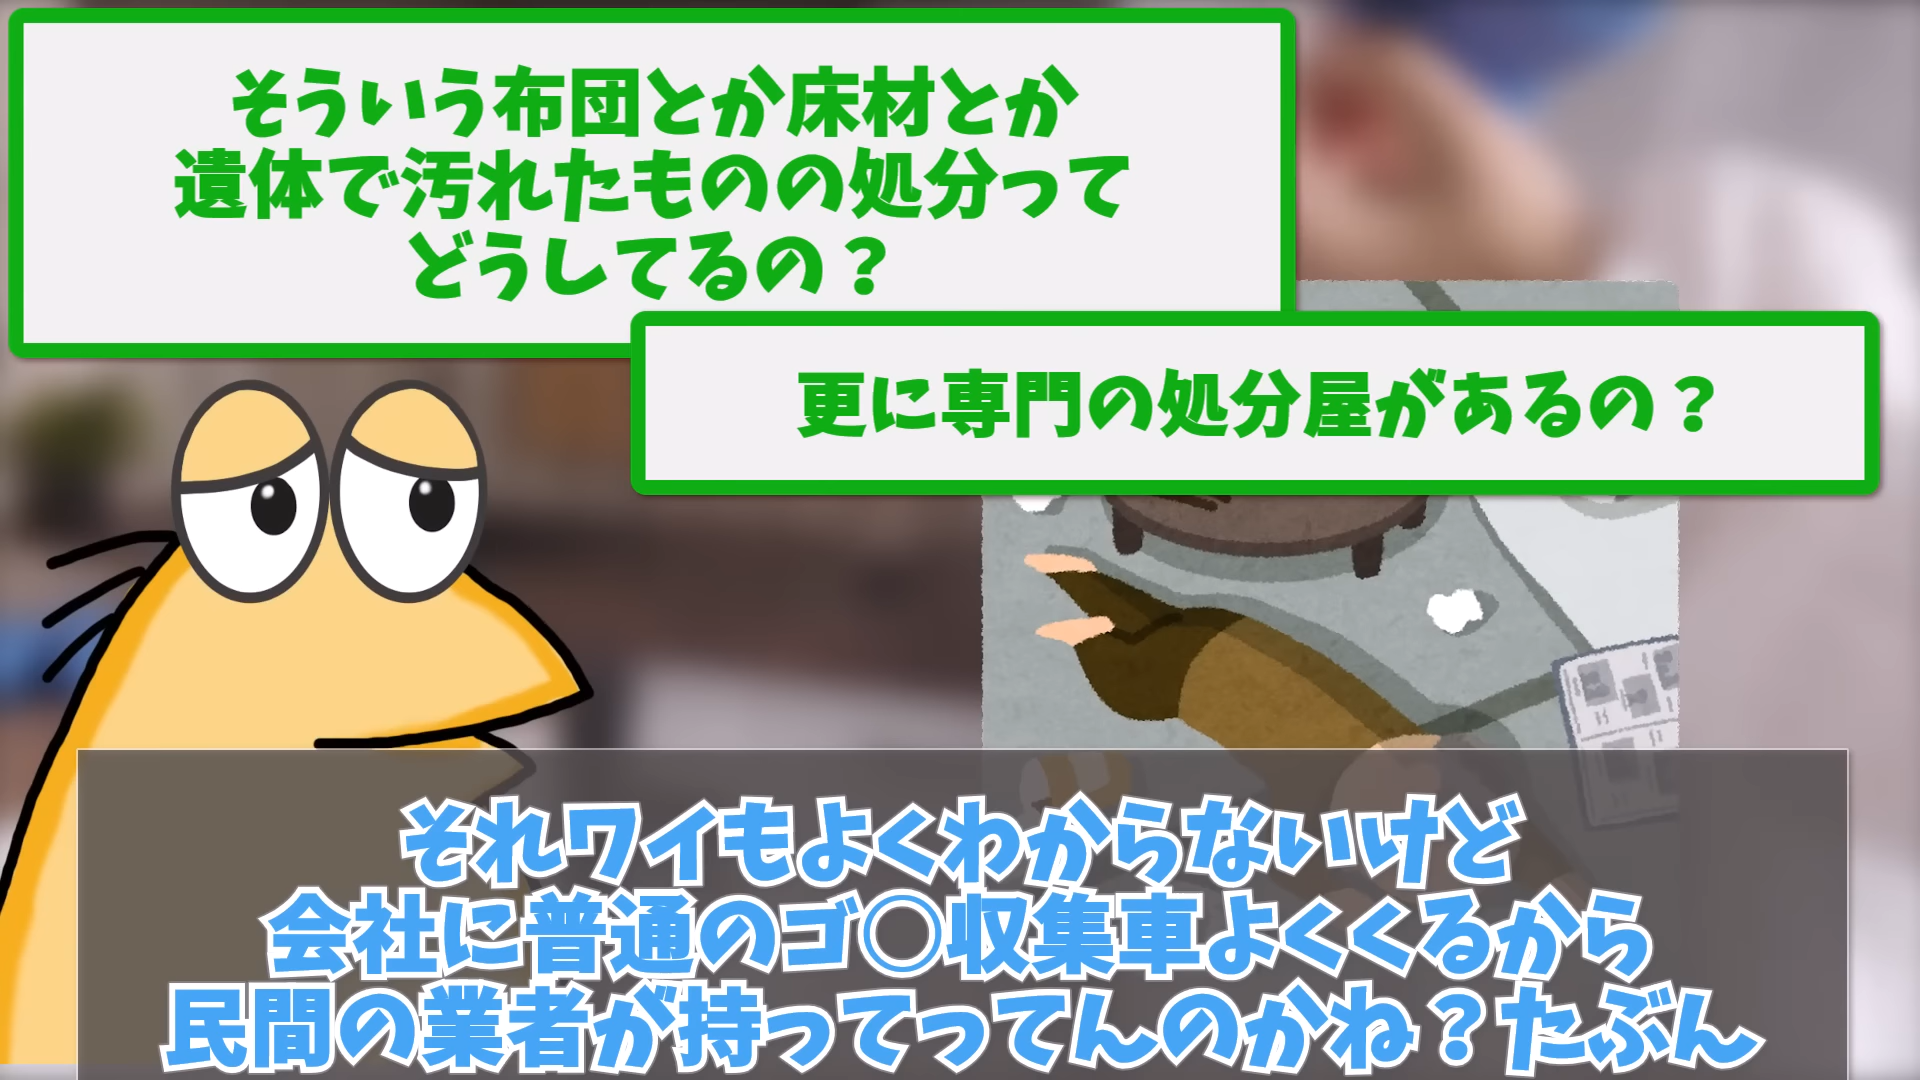 そういう布団とか床材とか
遺体で汚れたものの処分って
どうしてるの？
更に専門の処分屋があるの？
それワイもよくわからないけど
会社に普通のゴ〇収集車よくくるから
民間の業者が持ってってんのかね？たぶん